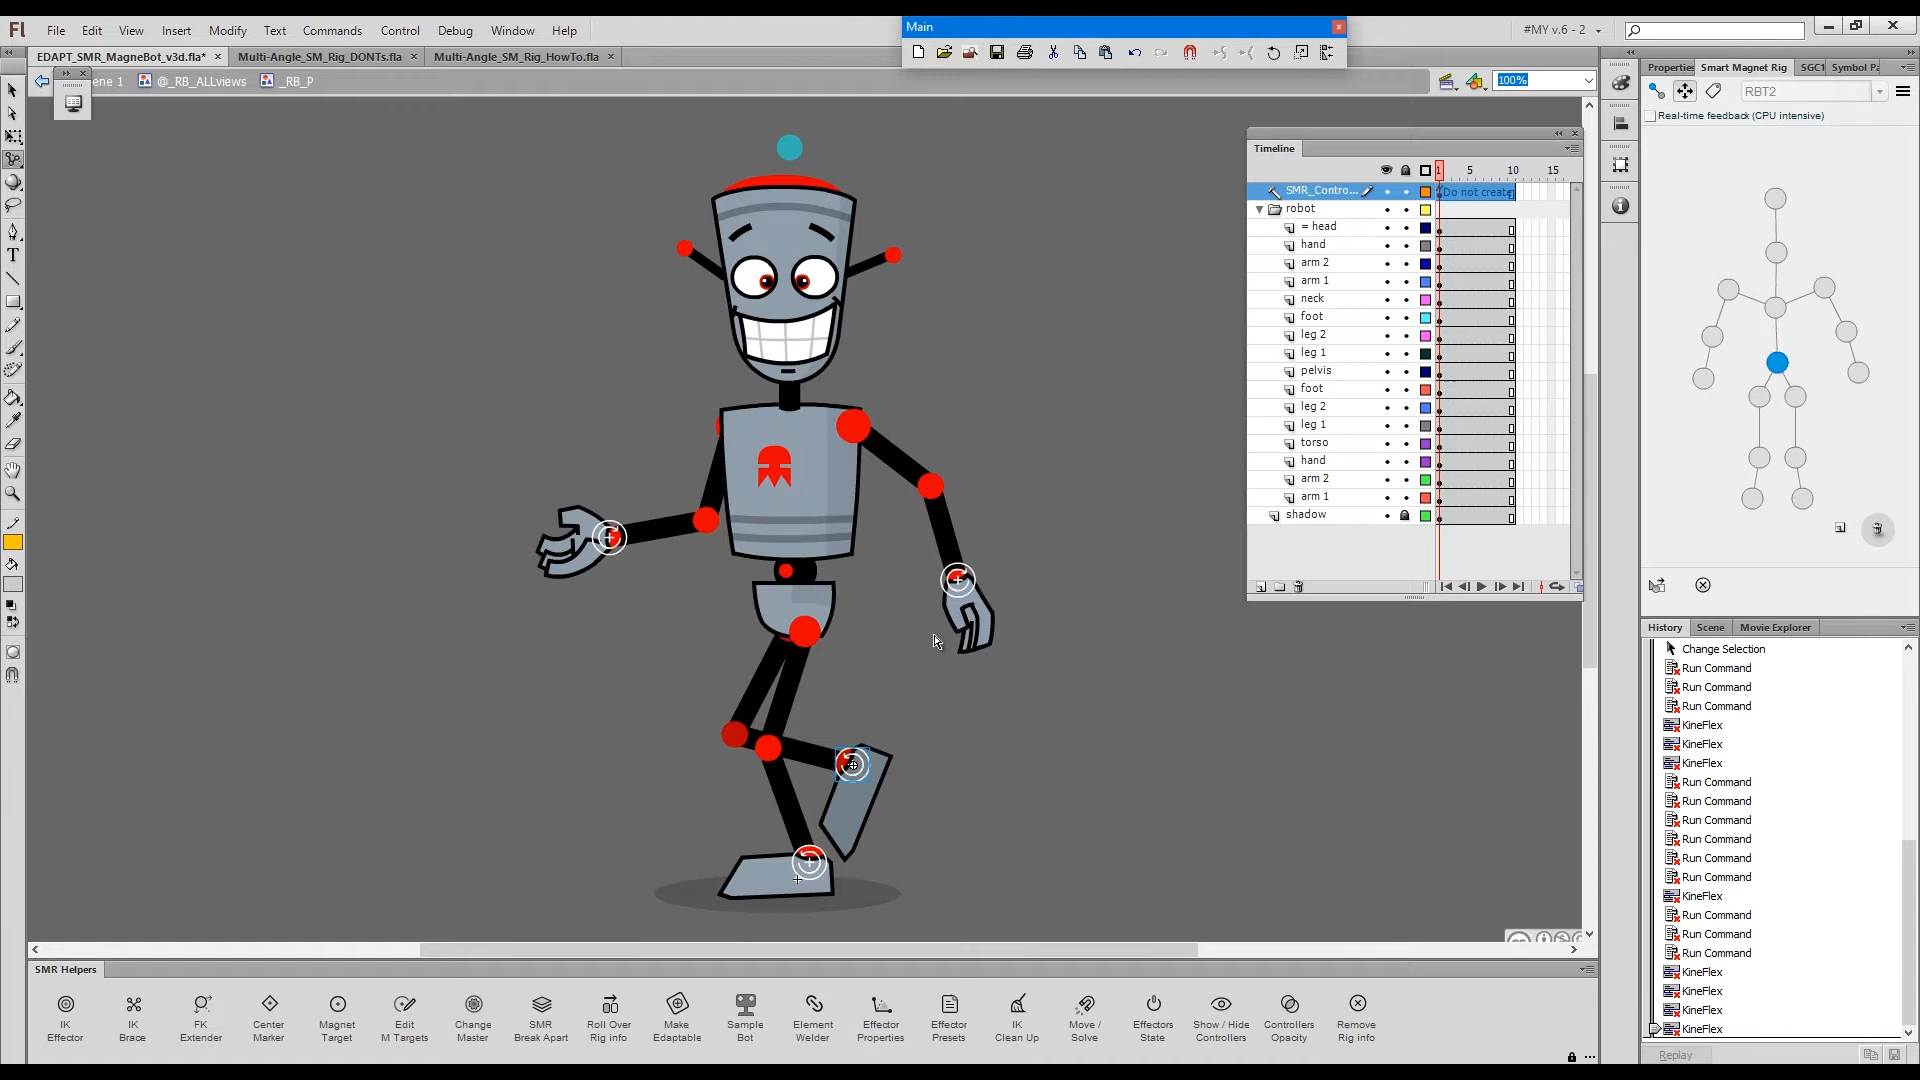 Main
Fl File Edit View Insert Modify Text Commands Control Debug Window Help
#MY v.6 - 2
EDAPT_SMR_MagneBot_v3d.fla* Multi-Angle_SM_Rig_DONTs.fla Multi-Angle_SM_Rig_HowTo.fla
ene 1 @_RB_ALLviews _RB_P
100%
Properties Smart Magnet Rig SGC1 Symbol Pa
RBT2
Real-time feedback (CPU intensive)
Timeline
1 5 10 15
SMR_Contro... Do not create
robot
= head
hand
arm 2
arm 1
neck
foot
leg 2
leg 1
pelvis
foot
leg 2
leg 1
torso
hand
arm 2
arm 1
shadow
History Scene Movie Explorer
Change Selection
Run Command
Run Command
Run Command
KineFlex
KineFlex
KineFlex
Run Command
Run Command
Run Command
Run Command
Run Command
Run Command
KineFlex
Run Command
Run Command
Run Command
KineFlex
KineFlex
KineFlex
KineFlex
Replay
SMR Helpers
IK Effector
IK Brace
FK Extender
Center Marker
Magnet Target
Edit M Targets
Change Master
SMR Break Apart
Roll Over Rig info
Make Adaptable
Sample Bot
Element Welder
Effector Properties
Effector Presets
IK Clean Up
Move / Solve
Effectors State
Show / Hide Controllers
Controllers Opacity
Remove Rig info